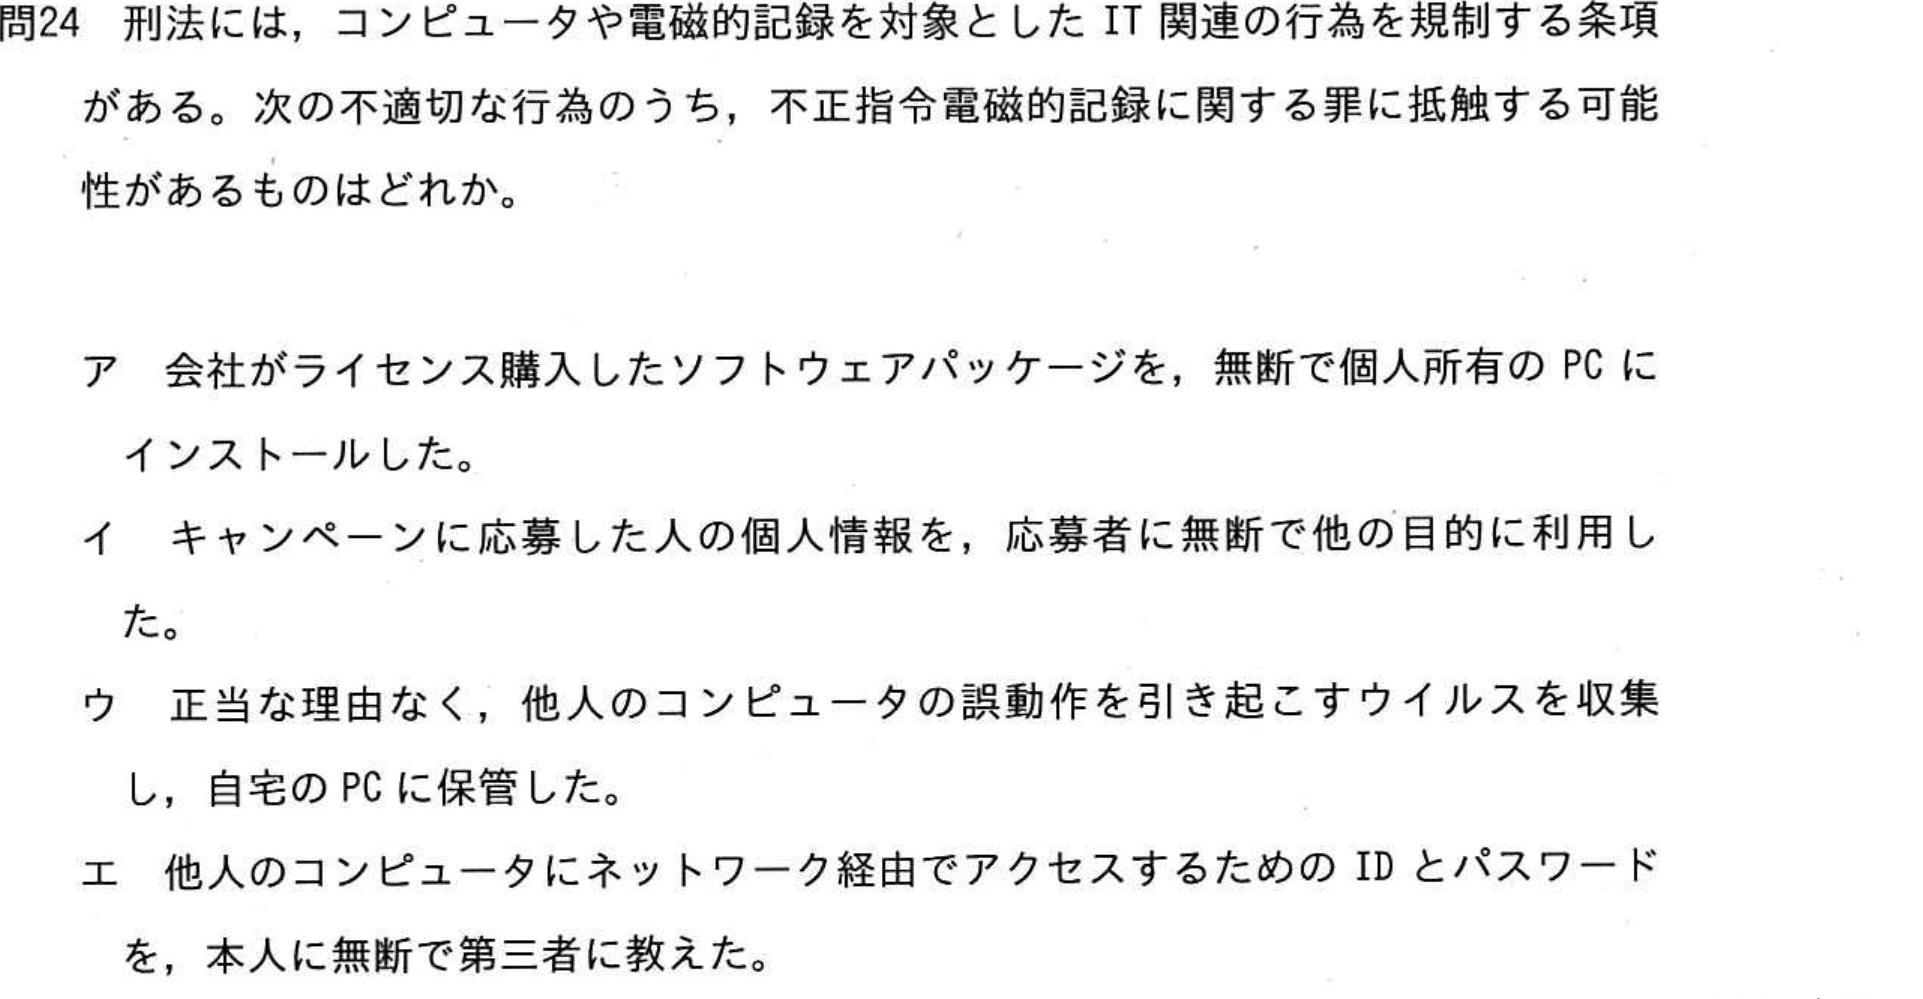 問24 刑法には，コンピュータや電磁的記録を対象とした IT 関連の行為を規制する条項
がある。次の不適切な行為のうち，不正指令電磁的記録に関する罪に抵触する可能
性があるものはどれか。
ア 会社がライセンス購入したソフトウェアパッケージを，無断で個人所有の PC に
インストールした。
イ キャンペーンに応募した人の個人情報を，応募者に無断で他の目的に利用し
た。
ウ 正当な理由なく，他人のコンピュータの誤動作を引き起こすウイルスを収集
し，自宅の PC に保管した。
エ 他人のコンピュータにネットワーク経由でアクセスするための ID とパスワード
を，本人に無断で第三者に教えた。